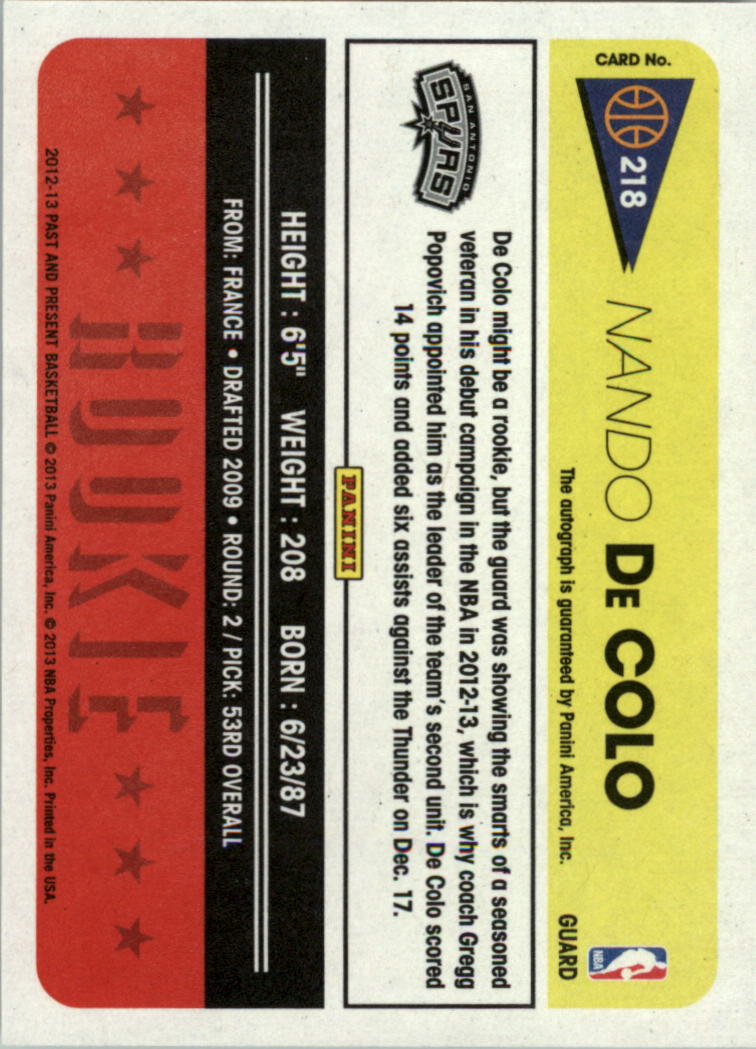 CARD No.
218
NANDO DE COLO
The autograph is guaranteed by Panini America, Inc.
GUARD
NBA
SAN ANTONIO
SPURS
De Colo might be a rookie, but the guard was showing the smarts of a seasoned
veteran in his debut campaign in the NBA in 2012-13, which is why coach Gregg
Popovich appointed him as the leader of the team's second unit. De Colo scored
14 points and added six assists against the Thunder on Dec. 17.
PANINI
HEIGHT : 6'5" WEIGHT : 208 BORN : 6/23/87
FROM: FRANCE • DRAFTED 2009 • ROUND: 2 / PICK: 53RD OVERALL
ROOKIE
2012-13 PAST AND PRESENT BASKETBALL © 2013 Panini America, Inc. © 2013 NBA Properties, Inc. Printed in the USA.